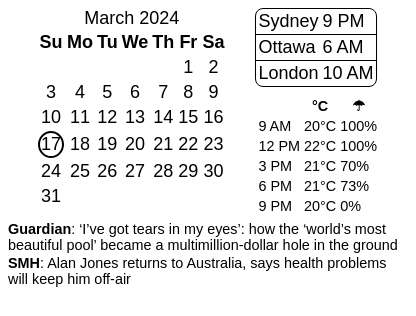 March 2024
Su Mo Tu We Th Fr Sa
1 2
3 4 5 6 7 8 9
10 11 12 13 14 15 16
17 18 19 20 21 22 23
24 25 26 27 28 29 30
31
Sydney 9 PM
Ottawa 6 AM
London 10 AM
°C ☂
9 AM 20°C 100%
12 PM 22°C 100%
3 PM 21°C 70%
6 PM 21°C 73%
9 PM 20°C 0%
Guardian: ‘I’ve got tears in my eyes’: how the ‘world’s most
beautiful pool’ became a multimillion-dollar hole in the ground
SMH: Alan Jones returns to Australia, says health problems
will keep him off-air